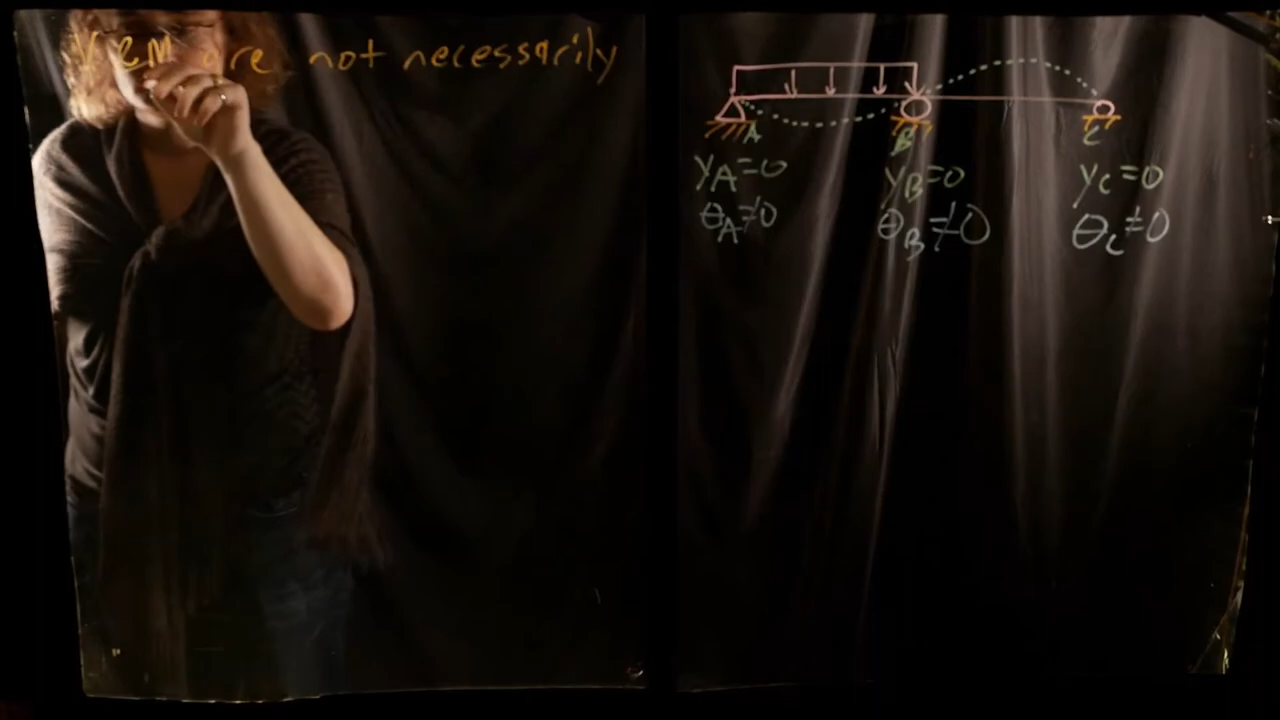 are not necessarily
A B C
yA=0 yB=0 yC=0
θA≠0 θB≠0 θC≠0